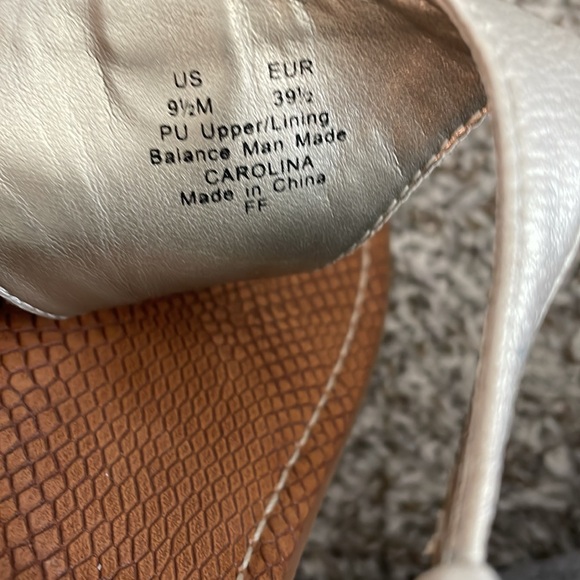 US EUR
9½M 39½
PU Upper/Lining
Balance Man Made
CAROLINA
Made in China
FF